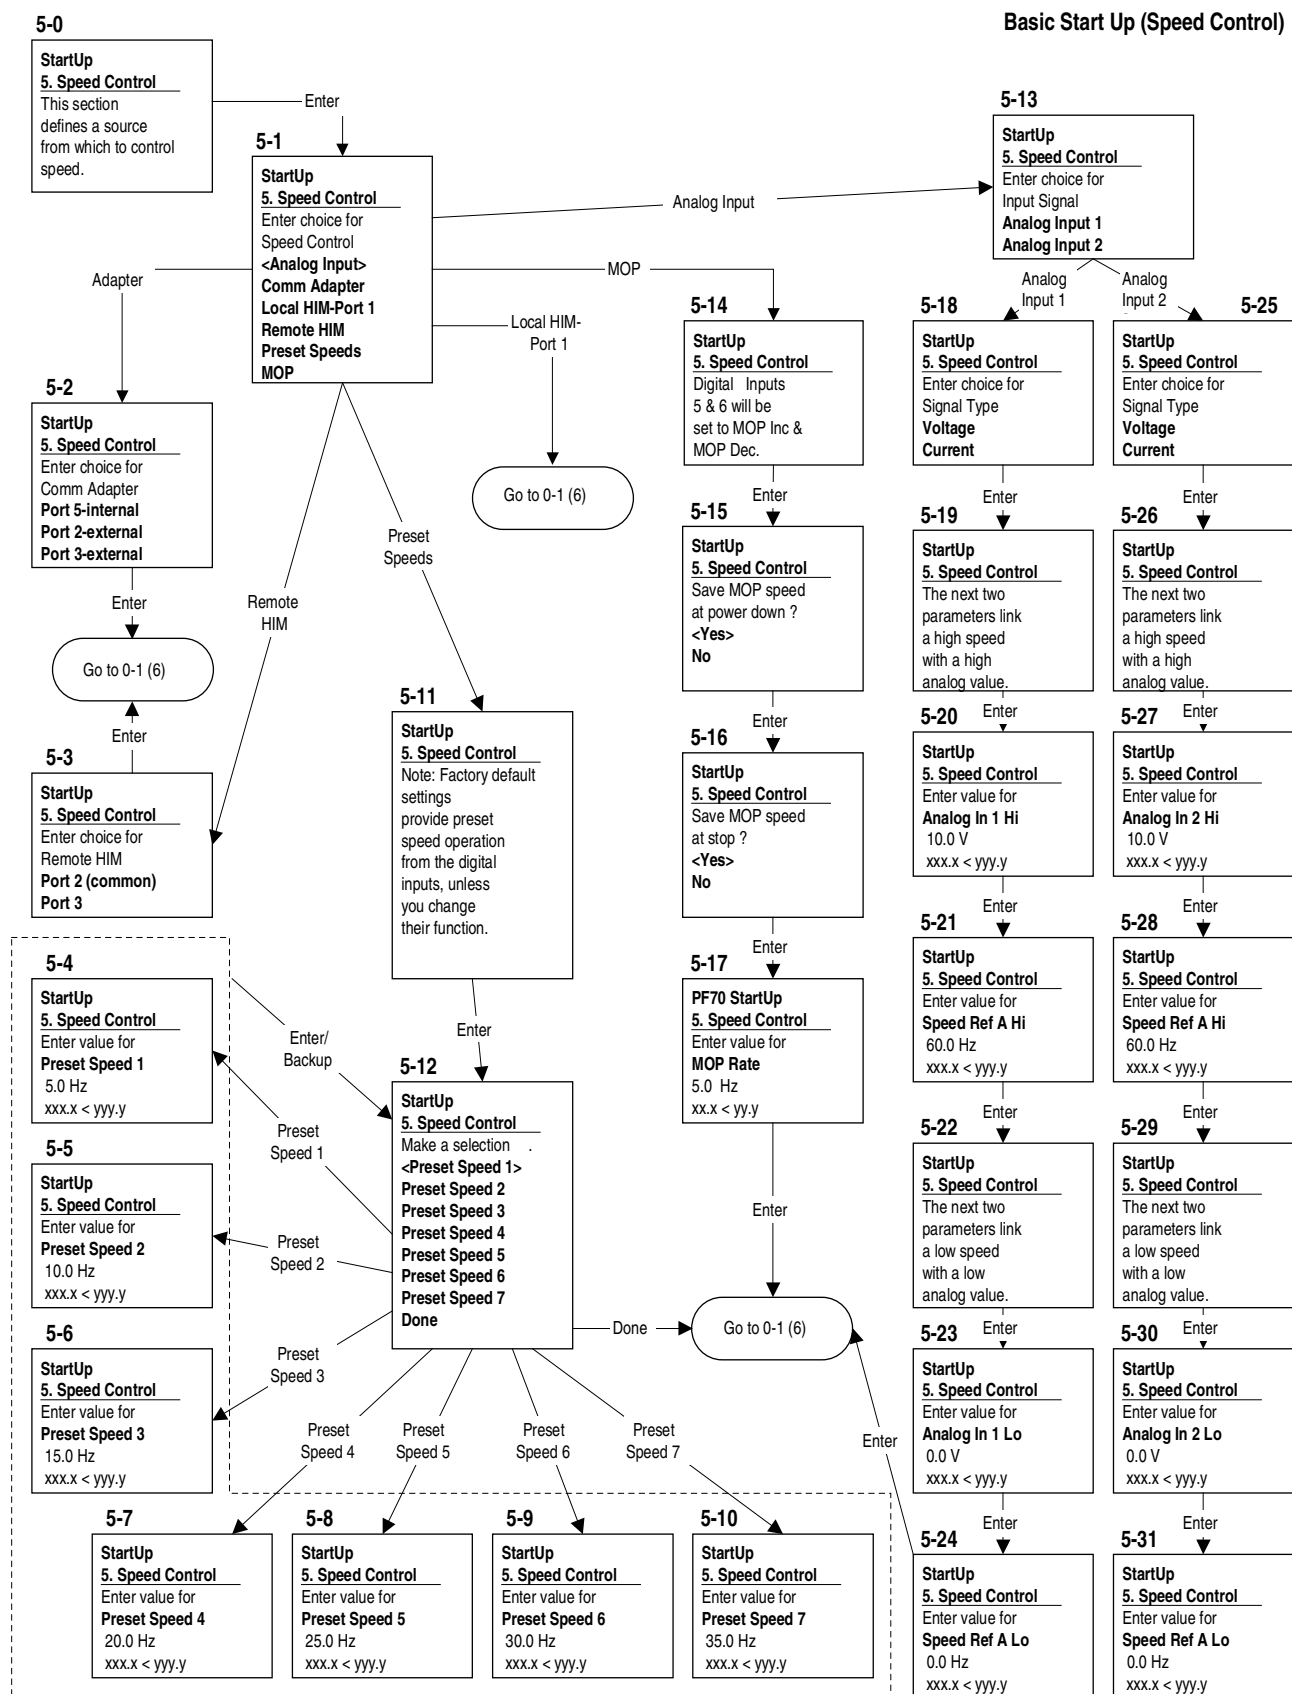 Basic Start Up (Speed Control)
5-0
StartUp
5. Speed Control
This section
defines a source
from which to control
speed.
Enter
5-1
StartUp
5. Speed Control
Enter choice for
Speed Control
<Analog Input>
Comm Adapter
Local HIM-Port 1
Remote HIM
Preset Speeds
MOP
Adapter
Analog Input
MOP
Local HIM-
Port 1
Go to 0-1 (6)
Remote
HIM
Preset
Speeds
5-2
StartUp
5. Speed Control
Enter choice for
Comm Adapter
Port 5-internal
Port 2-external
Port 3-external
Enter
Go to 0-1 (6)
Enter
5-3
StartUp
5. Speed Control
Enter choice for
Remote HIM
Port 2 (common)
Port 3
5-4
StartUp
5. Speed Control
Enter value for
Preset Speed 1
5.0 Hz
xxx.x < yyy.y
5-5
StartUp
5. Speed Control
Enter value for
Preset Speed 2
10.0 Hz
xxx.x < yyy.y
5-6
StartUp
5. Speed Control
Enter value for
Preset Speed 3
15.0 Hz
xxx.x < yyy.y
Enter/
Backup
Preset
Speed 1
Preset
Speed 2
Preset
Speed 3
Preset
Speed 4
Preset
Speed 5
Preset
Speed 6
Preset
Speed 7
5-7
StartUp
5. Speed Control
Enter value for
Preset Speed 4
20.0 Hz
xxx.x < yyy.y
5-8
StartUp
5. Speed Control
Enter value for
Preset Speed 5
25.0 Hz
xxx.x < yyy.y
5-9
StartUp
5. Speed Control
Enter value for
Preset Speed 6
30.0 Hz
xxx.x < yyy.y
5-10
StartUp
5. Speed Control
Enter value for
Preset Speed 7
35.0 Hz
xxx.x < yyy.y
5-11
StartUp
5. Speed Control
Note: Factory default
settings
provide preset
speed operation
from the digital
inputs, unless
you change
their function.
Enter
5-12
StartUp
5. Speed Control
Make a selection .
<Preset Speed 1>
Preset Speed 2
Preset Speed 3
Preset Speed 4
Preset Speed 5
Preset Speed 6
Preset Speed 7
Done
Done
Go to 0-1 (6)
5-13
StartUp
5. Speed Control
Enter choice for
Input Signal
Analog Input 1
Analog Input 2
Analog
Input 1
Analog
Input 2
5-14
StartUp
5. Speed Control
Digital Inputs
5 & 6 will be
set to MOP Inc &
MOP Dec.
Enter
5-15
StartUp
5. Speed Control
Save MOP speed
at power down ?
<Yes>
No
Enter
5-16
StartUp
5. Speed Control
Save MOP speed
at stop ?
<Yes>
No
Enter
5-17
PF70 StartUp
5. Speed Control
Enter value for
MOP Rate
5.0 Hz
xx.x < yy.y
Enter
5-18
StartUp
5. Speed Control
Enter choice for
Signal Type
Voltage
Current
Enter
5-19
StartUp
5. Speed Control
The next two
parameters link
a high speed
with a high
analog value.
Enter
5-20
StartUp
5. Speed Control
Enter value for
Analog In 1 Hi
10.0 V
xxx.x < yyy.y
Enter
5-21
StartUp
5. Speed Control
Enter value for
Speed Ref A Hi
60.0 Hz
xxx.x < yyy.y
Enter
5-22
StartUp
5. Speed Control
The next two
parameters link
a low speed
with a low
analog value.
Enter
5-23
StartUp
5. Speed Control
Enter value for
Analog In 1 Lo
0.0 V
xxx.x < yyy.y
Enter
5-24
StartUp
5. Speed Control
Enter value for
Speed Ref A Lo
0.0 Hz
xxx.x < yyy.y
Enter
5-25
StartUp
5. Speed Control
Enter choice for
Signal Type
Voltage
Current
Enter
5-26
StartUp
5. Speed Control
The next two
parameters link
a high speed
with a high
analog value.
Enter
5-27
StartUp
5. Speed Control
Enter value for
Analog In 2 Hi
10.0 V
xxx.x < yyy.y
Enter
5-28
StartUp
5. Speed Control
Enter value for
Speed Ref A Hi
60.0 Hz
xxx.x < yyy.y
Enter
5-29
StartUp
5. Speed Control
The next two
parameters link
a low speed
with a low
analog value.
Enter
5-30
StartUp
5. Speed Control
Enter value for
Analog In 2 Lo
0.0 V
xxx.x < yyy.y
Enter
5-31
StartUp
5. Speed Control
Enter value for
Speed Ref A Lo
0.0 Hz
xxx.x < yyy.y